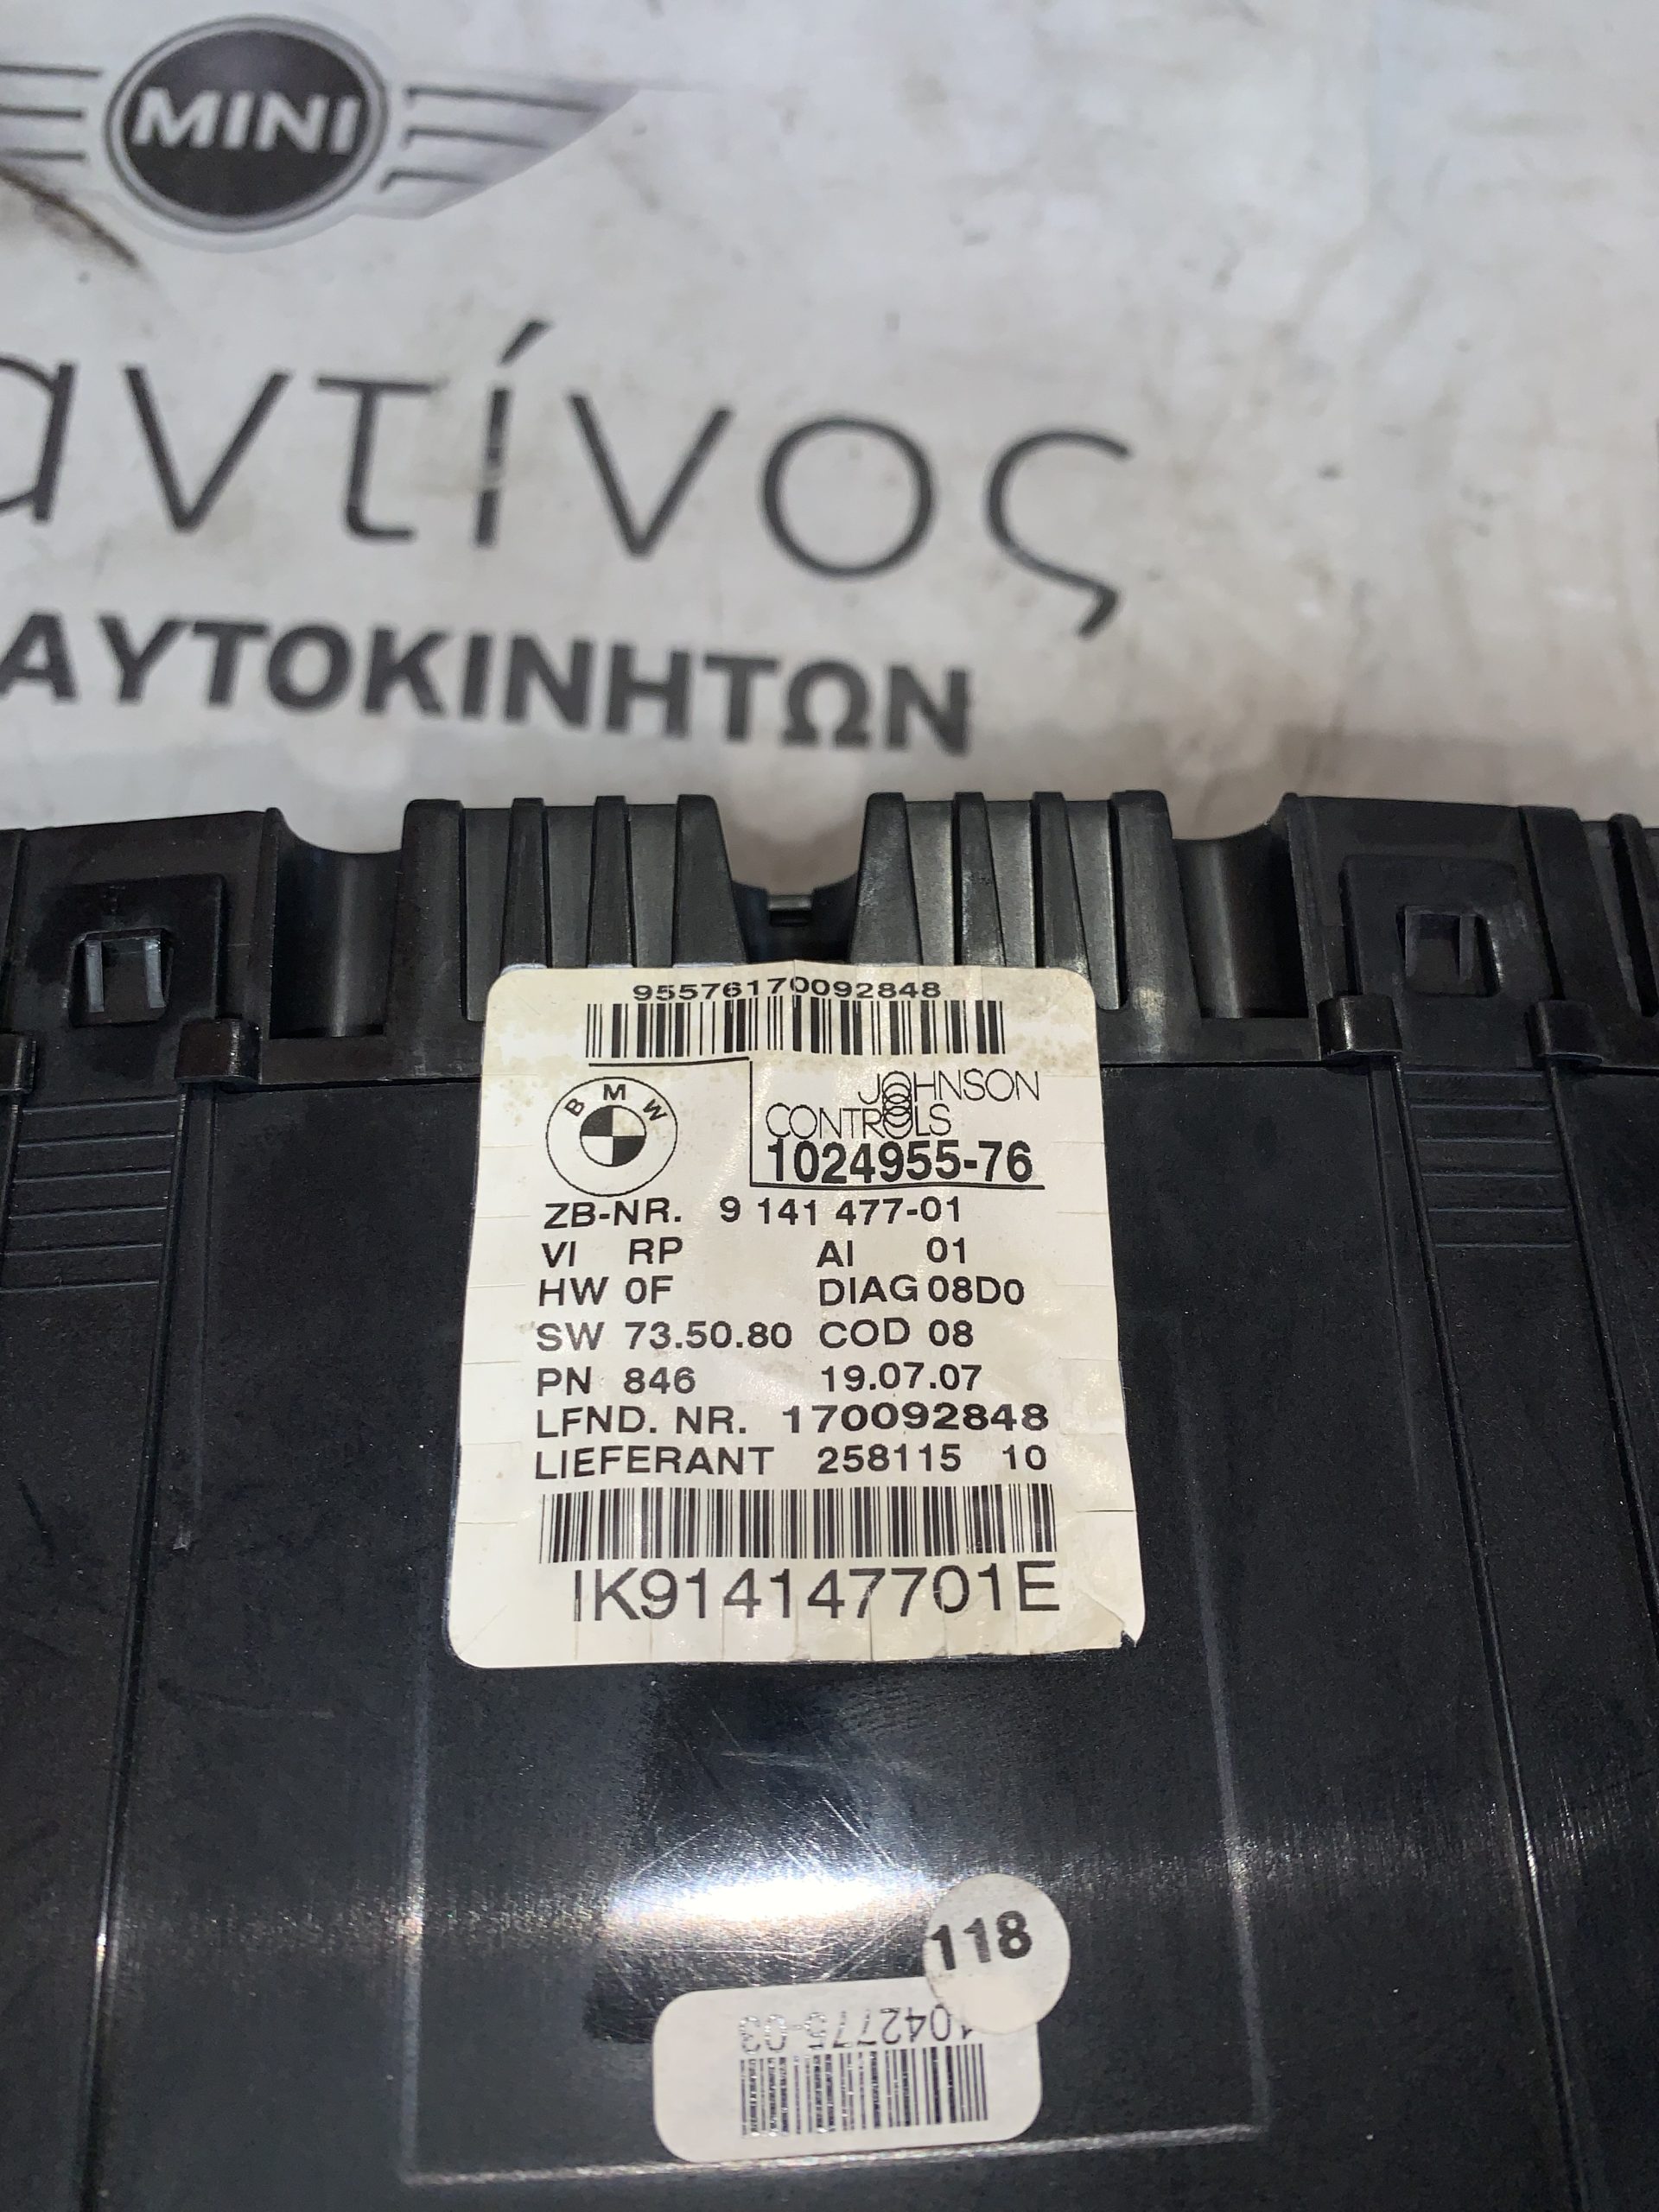 MINI
αντίνος
ΑΥΤΟΚΙΝΗΤΩΝ
95576170092848
BMW
JOHNSON
CONTROLS
1024955-76
ZB-NR. 9 141 477-01
VI RP AI 01
HW 0F DIAG 08D0
SW 73.50.80 COD 08
PN 846 19.07.07
LFND. NR. 170092848
LIEFERANT 258115 10
IK914147701E
118
1042775-03